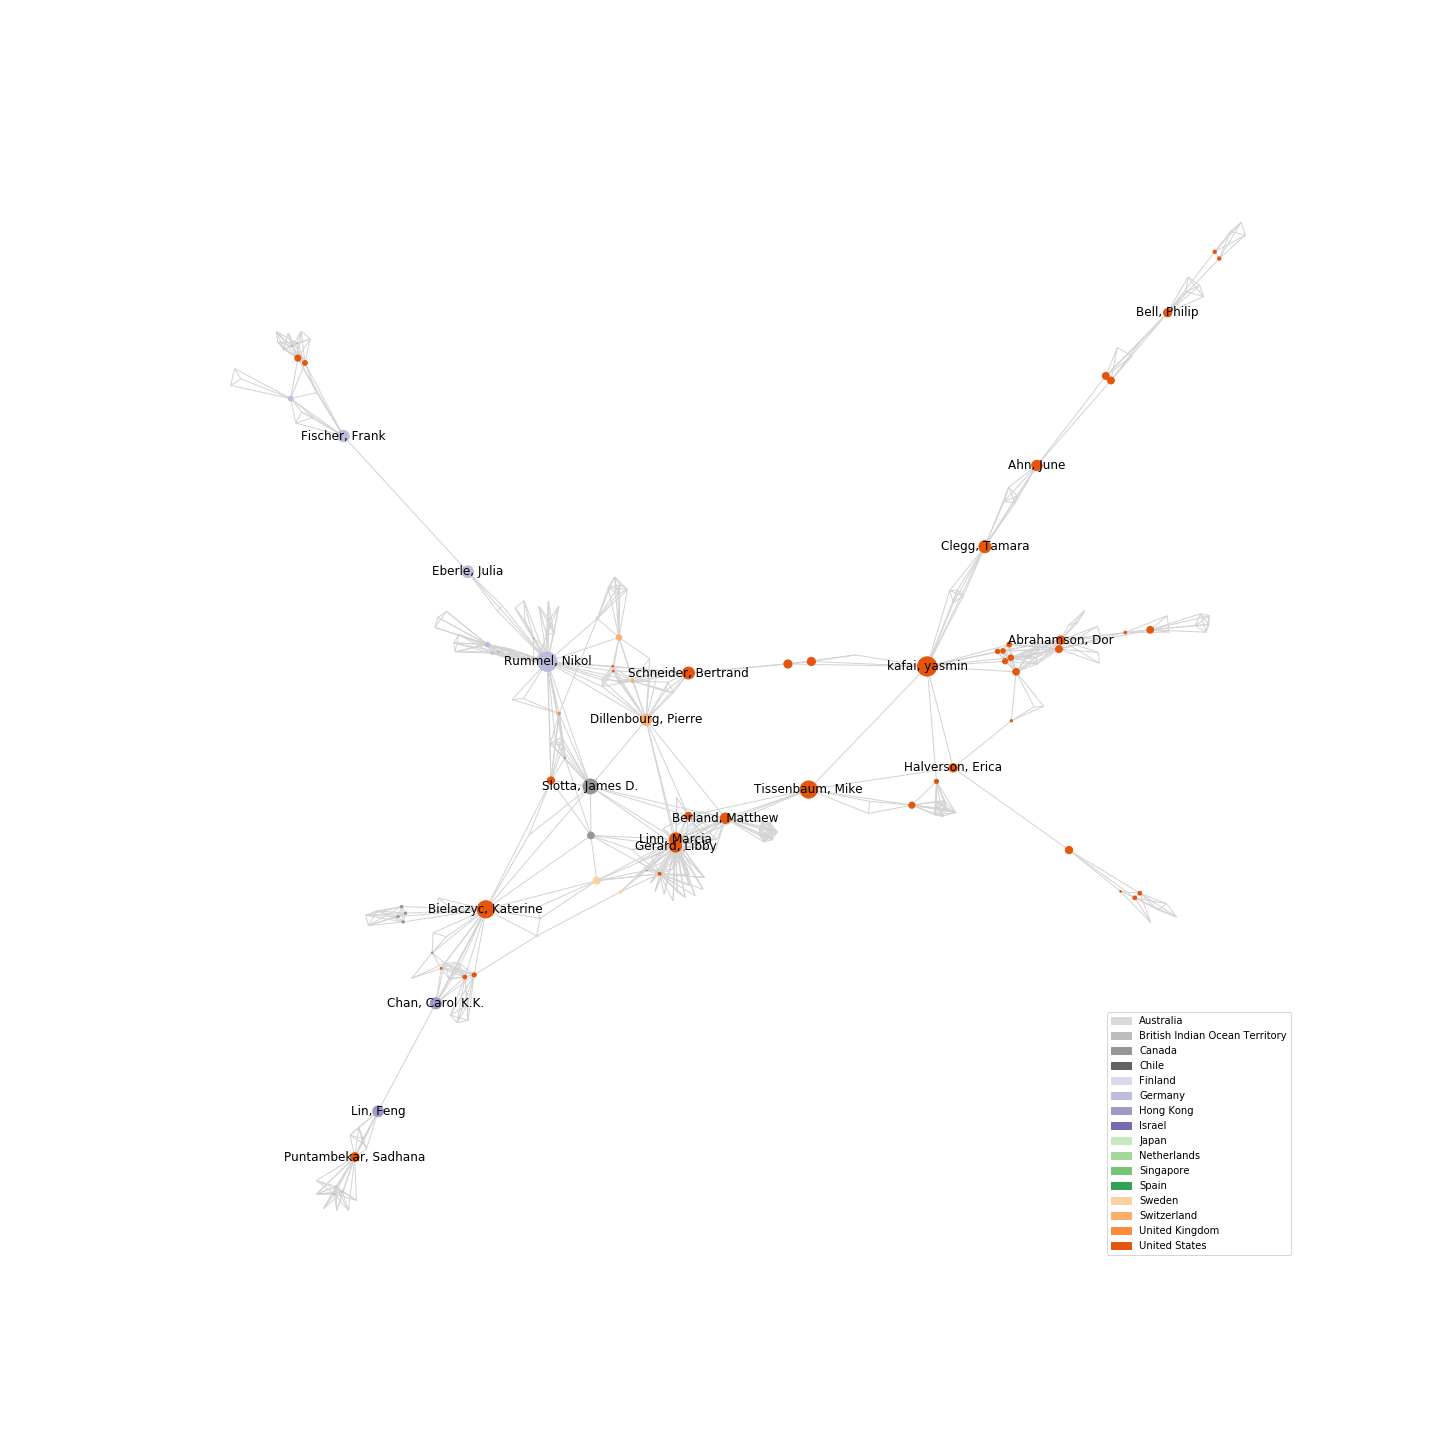 Bell, Philip
Fischer, Frank
Ahn, June
Clegg, Tamara
Eberle, Julia
Abrahamson, Dor
Rummel, Nikol
kafai, yasmin
Schneider, Bertrand
Dillenbourg, Pierre
Halverson, Erica
Slotta, James D.
Tissenbaum, Mike
Berland, Matthew
Linn, Marcia
Gerard, Libby
Bielaczyc, Katerine
Chan, Carol K.K.
Lin, Feng
Puntambekar, Sadhana
Australia
British Indian Ocean Territory
Canada
Chile
Finland
Germany
Hong Kong
Israel
Japan
Netherlands
Singapore
Spain
Sweden
Switzerland
United Kingdom
United States